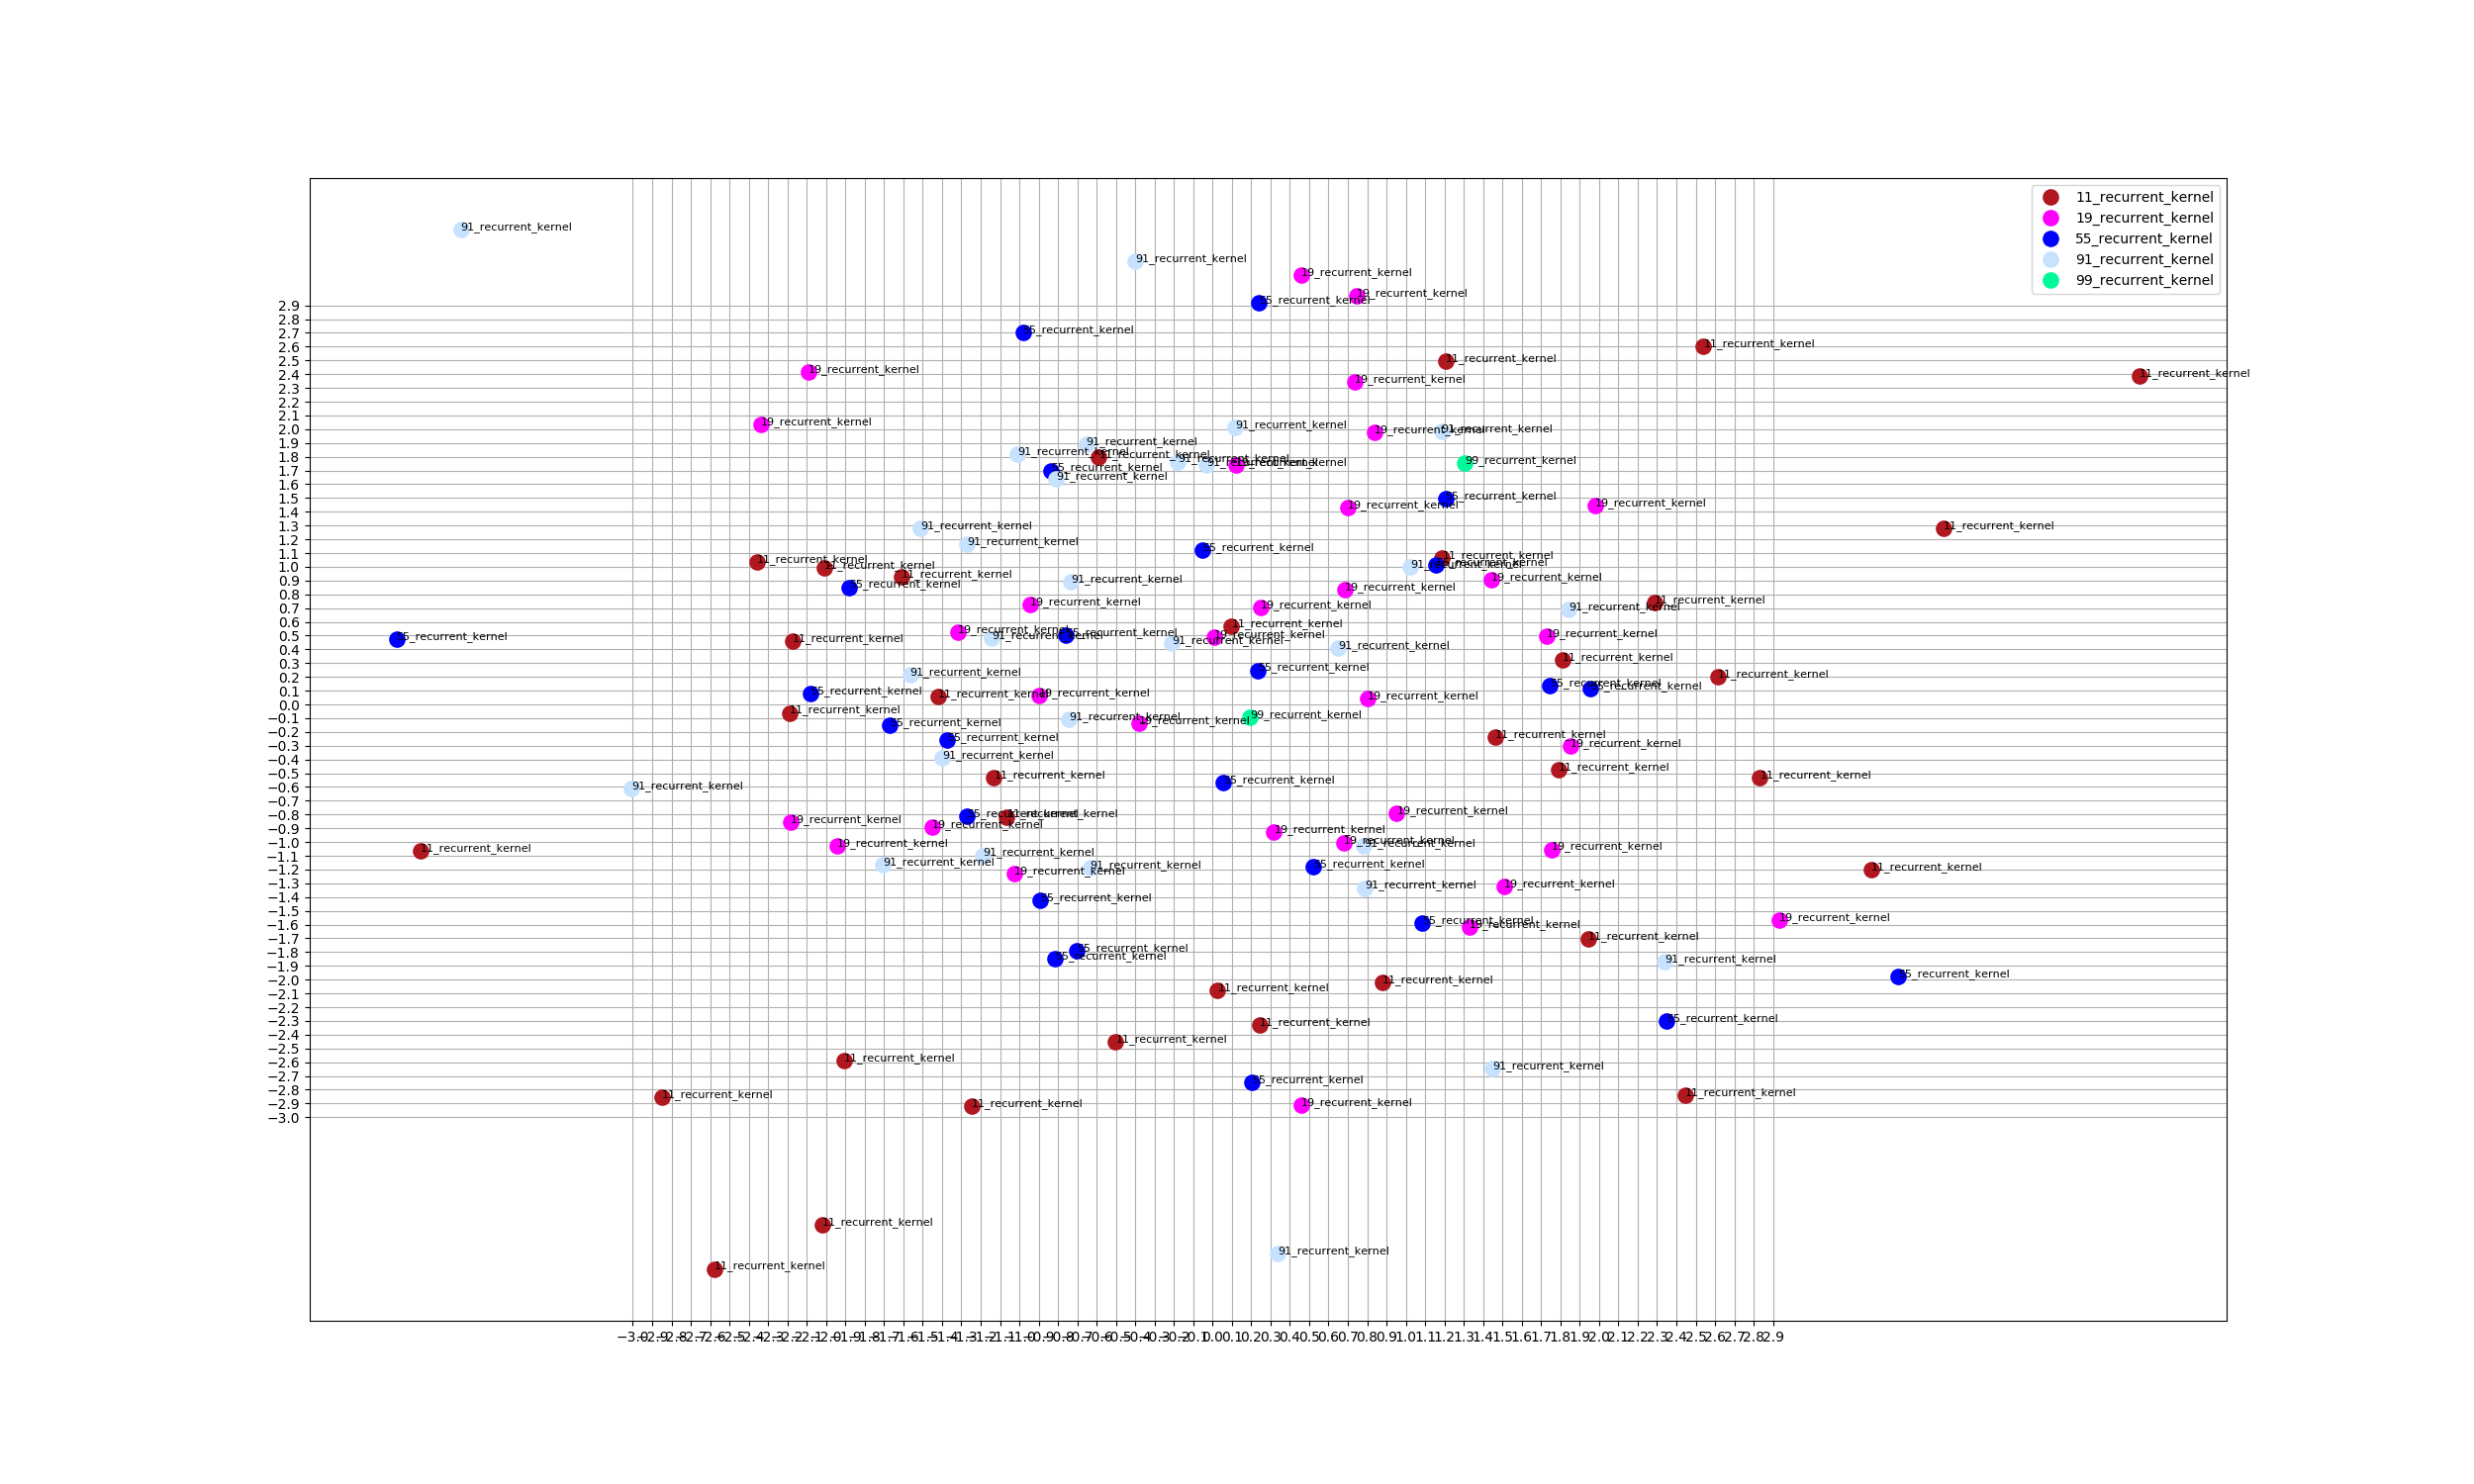 11_recurrent_kernel
19_recurrent_kernel
55_recurrent_kernel
91_recurrent_kernel
99_recurrent_kernel
91_recurrent_kernel
91_recurrent_kernel
19_recurrent_kernel
19_recurrent_kernel
55_recurrent_kernel
55_recurrent_kernel
11_recurrent_kernel
11_recurrent_kernel
19_recurrent_kernel
11_recurrent_kernel
19_recurrent_kernel
19_recurrent_kernel
91_recurrent_kernel
19_recurrent_kernel
91_recurrent_kernel
91_recurrent_kernel
91_recurrent_kernel
11_recurrent_kernel
91_recurrent_kernel
91_recurrent_kernel
19_recurrent_kernel
99_recurrent_kernel
55_recurrent_kernel
91_recurrent_kernel
55_recurrent_kernel
19_recurrent_kernel
19_recurrent_kernel
91_recurrent_kernel
11_recurrent_kernel
91_recurrent_kernel
55_recurrent_kernel
11_recurrent_kernel
11_recurrent_kernel
55_recurrent_kernel
91_recurrent_kernel
11_recurrent_kernel
11_recurrent_kernel
19_recurrent_kernel
91_recurrent_kernel
55_recurrent_kernel
19_recurrent_kernel
11_recurrent_kernel
19_recurrent_kernel
19_recurrent_kernel
91_recurrent_kernel
11_recurrent_kernel
19_recurrent_kernel
55_recurrent_kernel
19_recurrent_kernel
19_recurrent_kernel
91_recurrent_kernel
55_recurrent_kernel
11_recurrent_kernel
91_recurrent_kernel
91_recurrent_kernel
11_recurrent_kernel
55_recurrent_kernel
91_recurrent_kernel
11_recurrent_kernel
55_recurrent_kernel
55_recurrent_kernel
55_recurrent_kernel
19_recurrent_kernel
11_recurrent_kernel
19_recurrent_kernel
11_recurrent_kernel
99_recurrent_kernel
91_recurrent_kernel
19_recurrent_kernel
55_recurrent_kernel
11_recurrent_kernel
55_recurrent_kernel
19_recurrent_kernel
91_recurrent_kernel
11_recurrent_kernel
11_recurrent_kernel
11_recurrent_kernel
55_recurrent_kernel
91_recurrent_kernel
19_recurrent_kernel
55_recurrent_kernel
11_recurrent_kernel
19_recurrent_kernel
19_recurrent_kernel
19_recurrent_kernel
19_recurrent_kernel
19_recurrent_kernel
91_recurrent_kernel
19_recurrent_kernel
11_recurrent_kernel
91_recurrent_kernel
91_recurrent_kernel
55_recurrent_kernel
91_recurrent_kernel
11_recurrent_kernel
19_recurrent_kernel
19_recurrent_kernel
91_recurrent_kernel
55_recurrent_kernel
19_recurrent_kernel
55_recurrent_kernel
19_recurrent_kernel
11_recurrent_kernel
55_recurrent_kernel
55_recurrent_kernel
91_recurrent_kernel
55_recurrent_kernel
11_recurrent_kernel
11_recurrent_kernel
55_recurrent_kernel
11_recurrent_kernel
11_recurrent_kernel
11_recurrent_kernel
91_recurrent_kernel
55_recurrent_kernel
11_recurrent_kernel
11_recurrent_kernel
19_recurrent_kernel
11_recurrent_kernel
11_recurrent_kernel
91_recurrent_kernel
11_recurrent_kernel
2.9
2.8
2.7
2.6
2.5
2.4
2.3
2.2
2.1
2.0
1.9
1.8
1.7
1.6
1.5
1.4
1.3
1.2
1.1
1.0
0.9
0.8
0.7
0.6
0.5
0.4
0.3
0.2
0.1
0.0
−0.1
−0.2
−0.3
−0.4
−0.5
−0.6
−0.7
−0.8
−0.9
−1.0
−1.1
−1.2
−1.3
−1.4
−1.5
−1.6
−1.7
−1.8
−1.9
−2.0
−2.1
−2.2
−2.3
−2.4
−2.5
−2.6
−2.7
−2.8
−2.9
−3.0
−3.0 −2.9 −2.8 −2.7 −2.6 −2.5 −2.4 −2.3 −2.2 −2.1 −2.0 −1.9 −1.8 −1.7 −1.6 −1.5 −1.4 −1.3 −1.2 −1.1 −1.0 −0.9 −0.8 −0.7 −0.6 −0.5 −0.4 −0.3 −0.2 −0.1 0.0 0.1 0.2 0.3 0.4 0.5 0.6 0.7 0.8 0.9 1.0 1.1 1.2 1.3 1.4 1.5 1.6 1.7 1.8 1.9 2.0 2.1 2.2 2.3 2.4 2.5 2.6 2.7 2.8 2.9